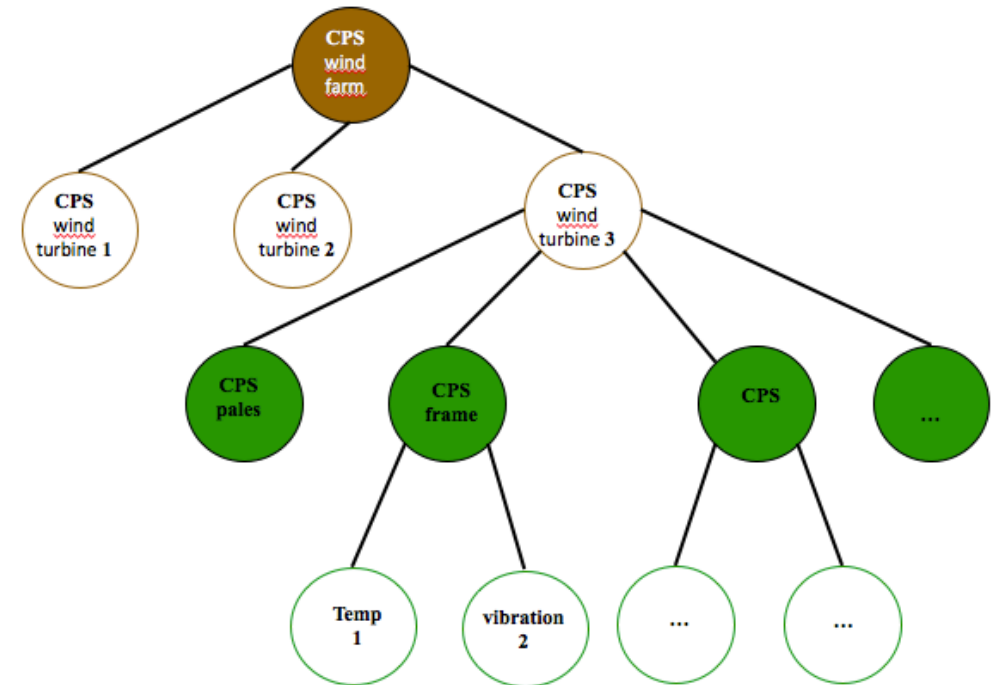 CPS
wind
farm
CPS
wind
turbine 1
CPS
wind
turbine 2
CPS
wind
turbine 3
CPS
pales
CPS
frame
CPS
...
Temp
1
vibration
2
...
...